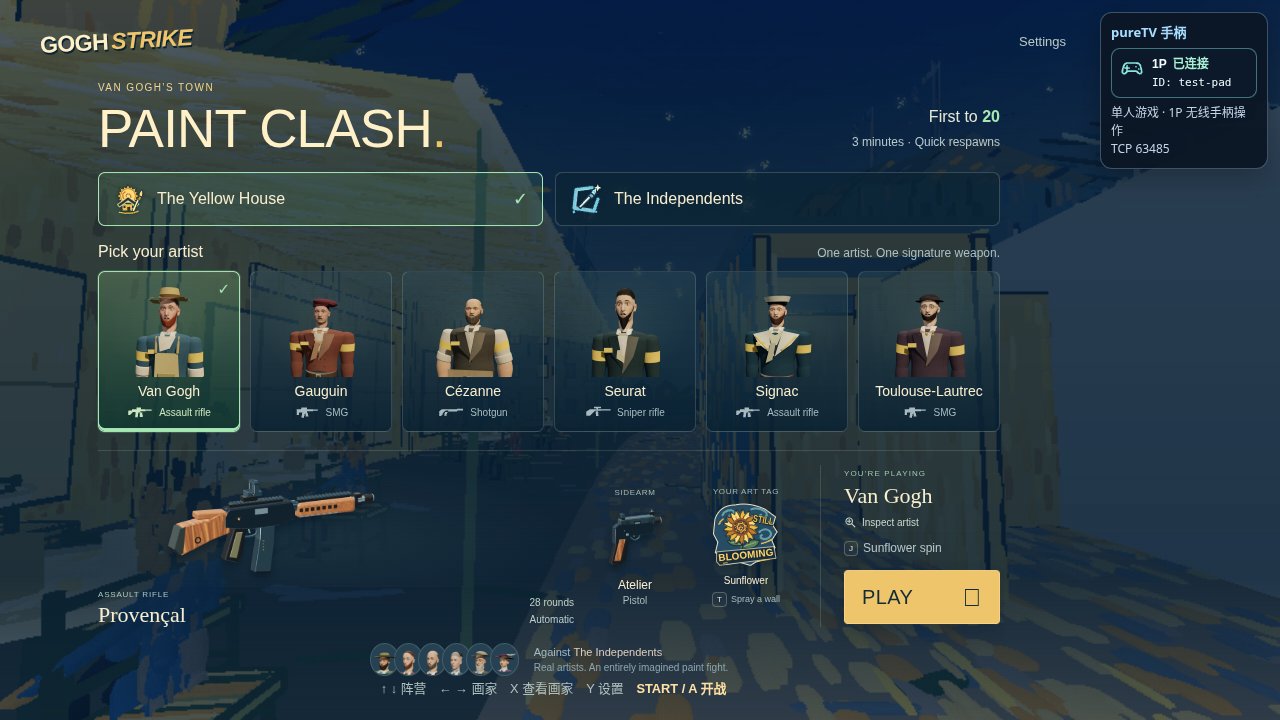 GOGH STRIKE
Settings
pureTV 手柄
1P 已连接
ID: test-pad
单人游戏 · 1P 无线手柄操
作
TCP 63485
VAN GOGH'S TOWN
PAINT CLASH.
First to 20
3 minutes · Quick respawns
The Yellow House ✓
The Independents
Pick your artist
One artist. One signature weapon.
✓
Van Gogh
Assault rifle
Gauguin
SMG
Cézanne
Shotgun
Seurat
Sniper rifle
Signac
Assault rifle
Toulouse-Lautrec
SMG
ASSAULT RIFLE
Provençal
28 rounds
Automatic
SIDEARM
Atelier
Pistol
YOUR ART TAG
STILL
BLOOMING
Sunflower
T Spray a wall
YOU'RE PLAYING
Van Gogh
Inspect artist
J Sunflower spin
PLAY
Against The Independents
Real artists. An entirely imagined paint fight.
↑ ↓ 阵营 ← → 画家 X 查看画家 Y 设置 START / A 开战